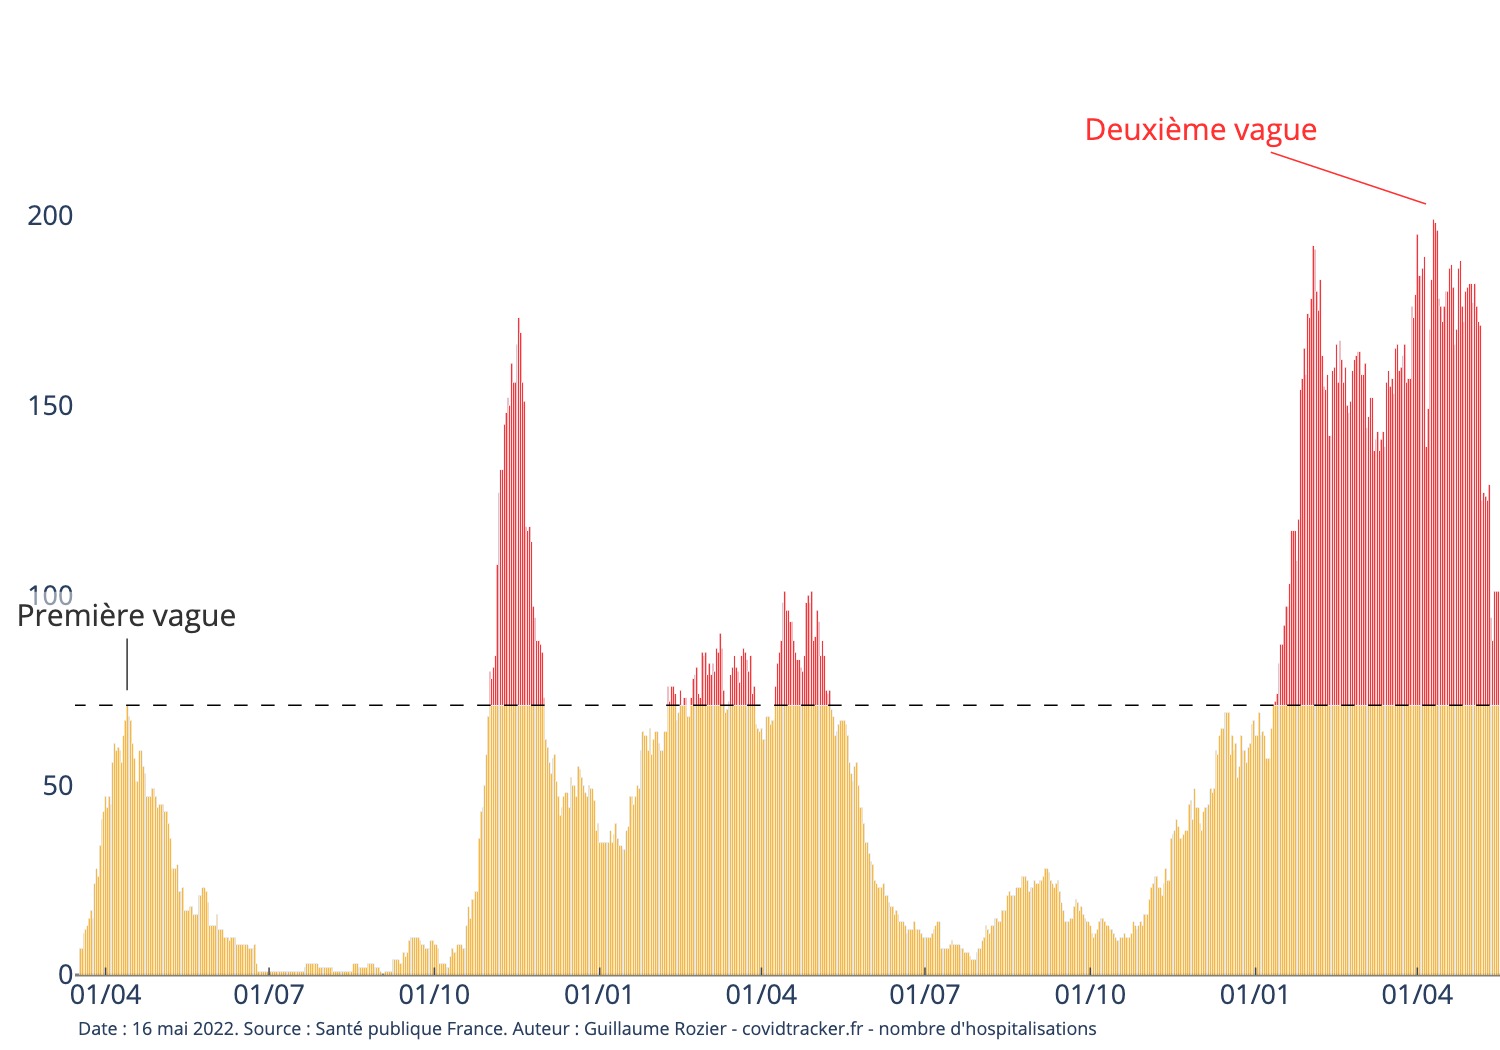 Deuxième vague
200
150
100
Première vague
50
0
01/04 01/07 01/10 01/01 01/04 01/07 01/10 01/01 01/04
Date : 16 mai 2022. Source : Santé publique France. Auteur : Guillaume Rozier - covidtracker.fr - nombre d'hospitalisations